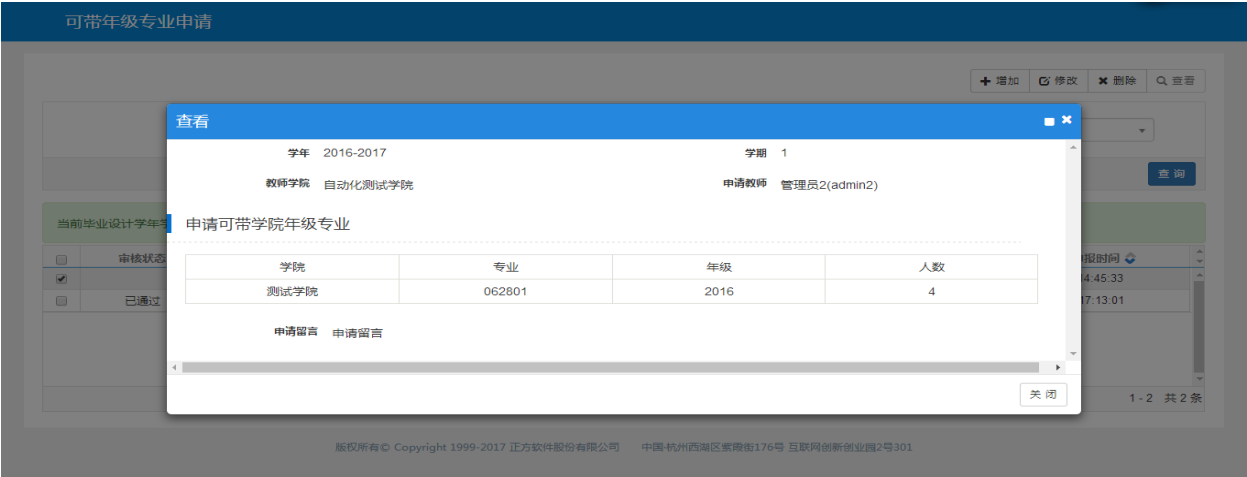 可带年级专业申请
增加 修改 删除 查看
查看
学年 2016-2017 学期 1
查 询
教师学院 自动化测试学院 申请教师 管理员2(admin2)
当前毕业设计学年
申请可带学院年级专业
审核状态 报时间
学院 专业 年级 人数
14:45:33
测试学院 062801 2016 4
已通过 17:13:01
申请留言 申请留言
关 闭
1 - 2 共 2 条
版权所有© Copyright 1999-2017 正方软件股份有限公司 中国·杭州西湖区紫霞街176号 互联网创新创业园2号301